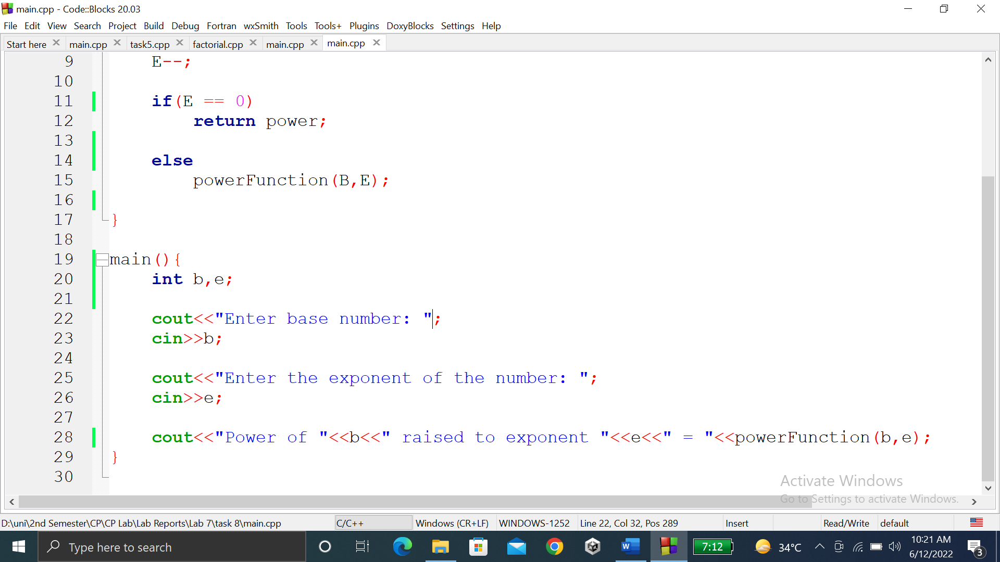 main.cpp - Code::Blocks 20.03
File Edit View Search Project Build Debug Fortran wxSmith Tools Tools+ Plugins DoxyBlocks Settings Help
Start here main.cpp task5.cpp factorial.cpp main.cpp main.cpp
9 E--;
10
11 if(E == 0)
12 return power;
13
14 else
15 powerFunction(B,E);
16
17 }
18
19 main(){
20 int b,e;
21
22 cout<<"Enter base number: ";
23 cin>>b;
24
25 cout<<"Enter the exponent of the number: ";
26 cin>>e;
27
28 cout<<"Power of "<<b<<" raised to exponent "<<e<<" = "<<powerFunction(b,e);
29 }
30
Activate Windows
Go to Settings to activate Windows.
D:\uni\2nd Semester\CP\CP Lab\Lab Reports\Lab 7\task 8\main.cpp C/C++ Windows (CR+LF) WINDOWS-1252 Line 22, Col 32, Pos 289 Insert Read/Write default
Type here to search W 7:12 34°C 10:21 AM
6/12/2022 3